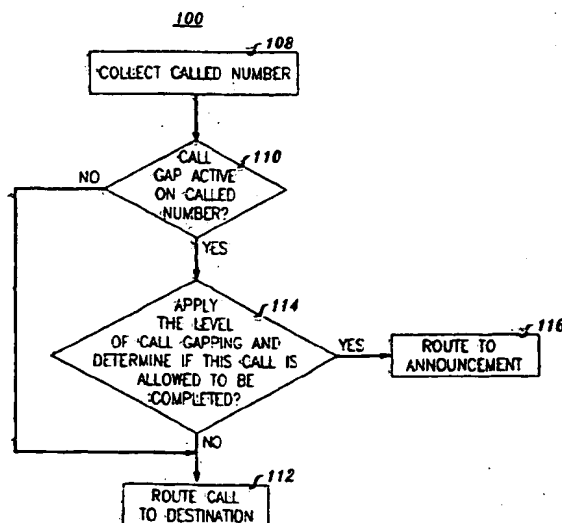 100
108
COLLECT CALLED NUMBER
110
CALL
GAP ACTIVE
ON CALLED
NUMBER?
NO
YES
114
APPLY
THE LEVEL
OF CALL GAPPING AND
DETERMINE IF THIS CALL IS
ALLOWED TO BE
COMPLETED?
YES
116
ROUTE TO
ANNOUNCEMENT
NO
112
ROUTE CALL
TO DESTINATION